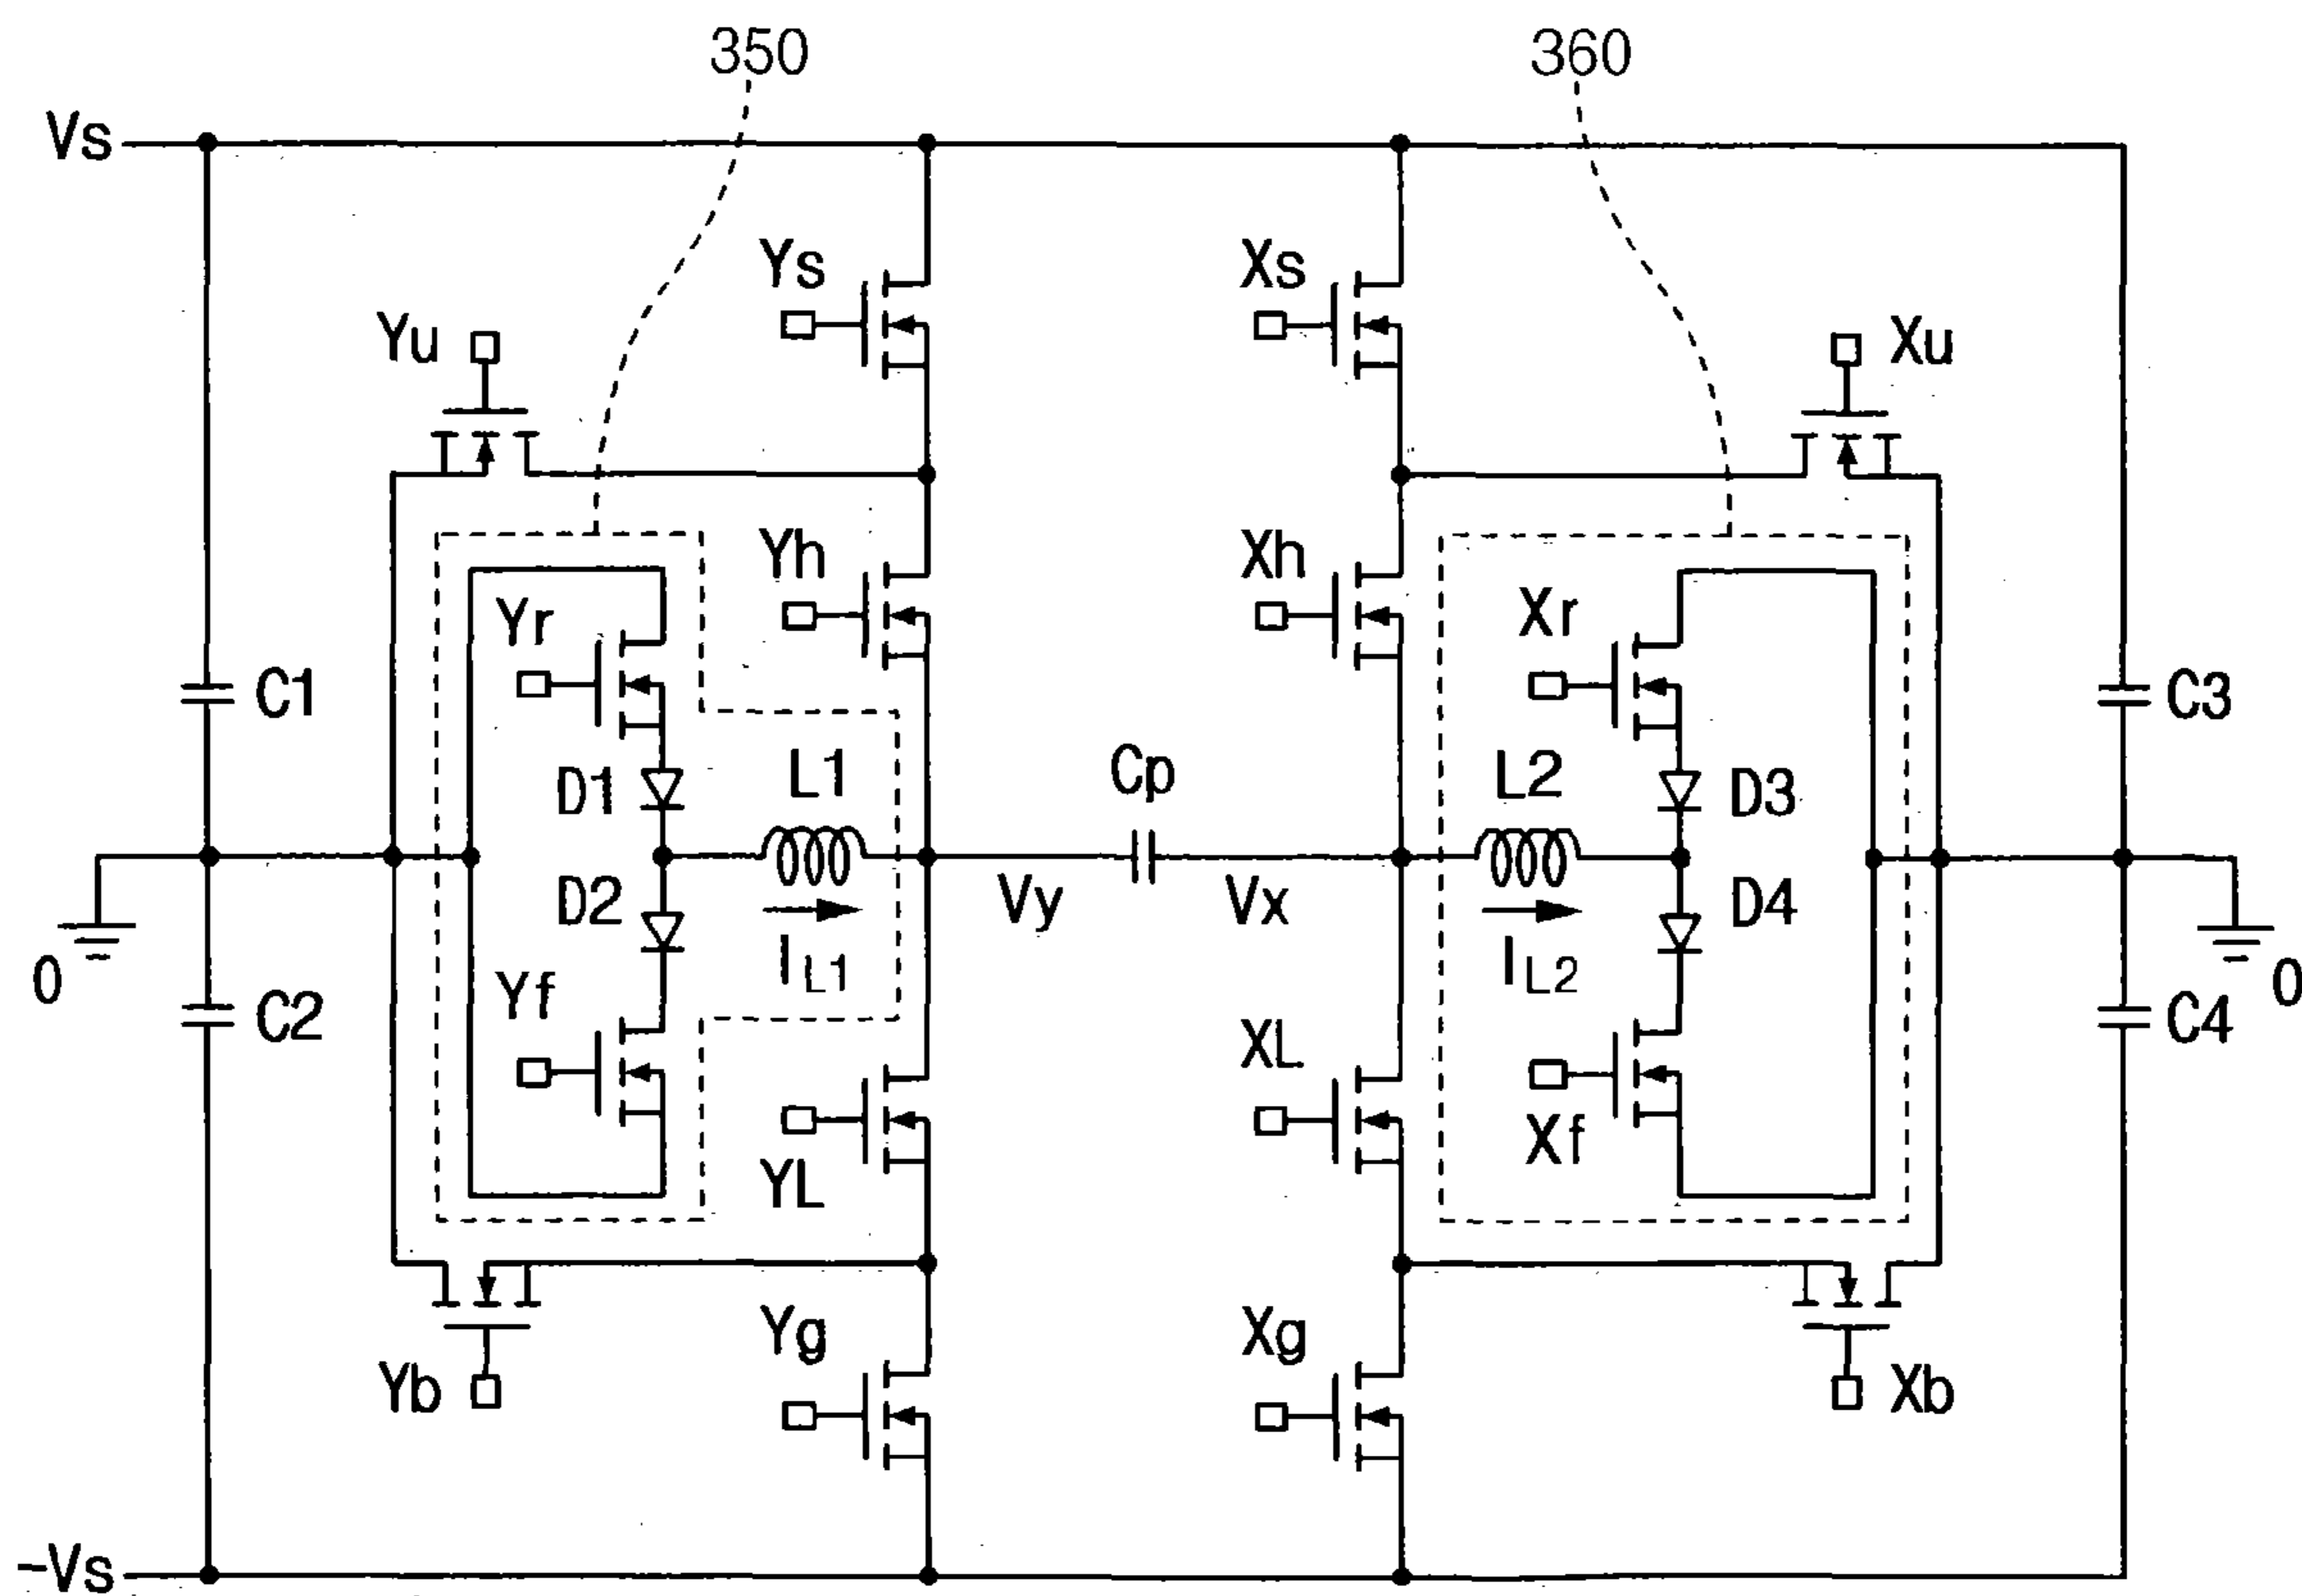 350
360
Vs
Ys
Xs
Yu
Xu
Yh
Xh
Yr
Xr
C1
D1
L1
Cp
L2
D3
C3
D2
Vy
Vx
D4
0
IL1
IL2
0
C2
Yf
XL
C4
YL
Xf
Yg
Xg
Yb
Xb
-Vs